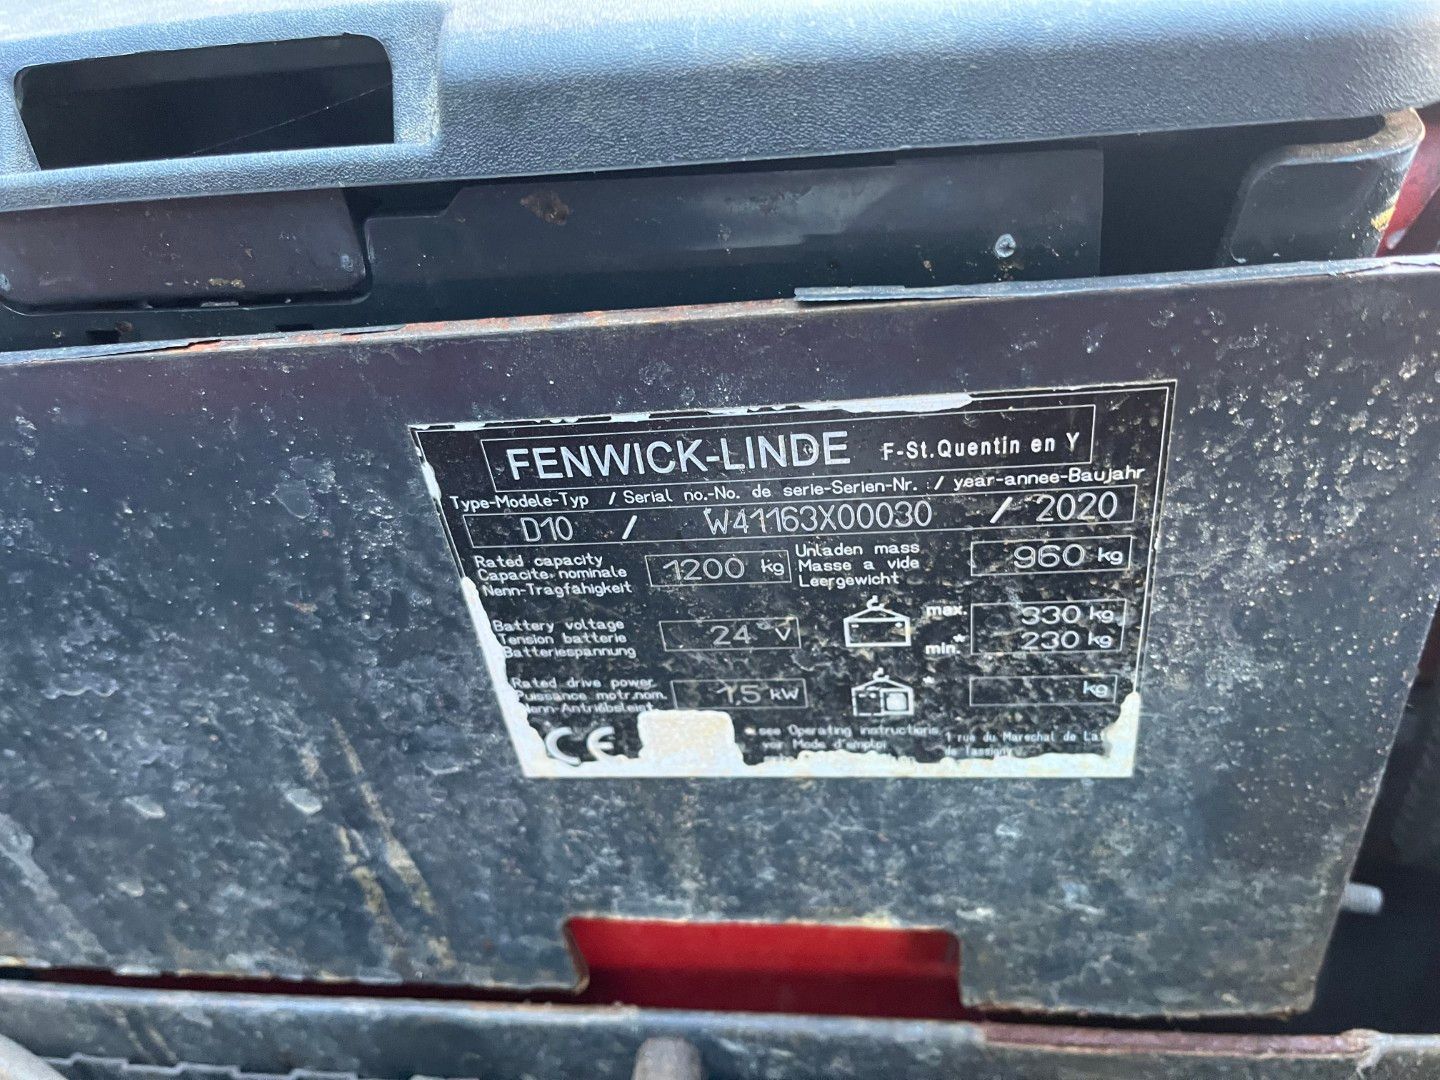 FENWICK-LINDE F-St.Quentin en Y
Type-Modele-Typ / Serial no.-No. de serie-Serien-Nr. / year-annee-Baujahr
D10 / W41163X00030 / 2020
Rated capacity
Capacite nominale
Nenn-Tragfahigkeit
1200 kg
Unladen mass
Masse a vide
Leergewicht
960 kg
Battery voltage
Tension batterie
Batteriespannung
24 V
max. 330 kg
min.* 230 kg
Rated drive power
Puissance motr.nom.
Nenn-Antriebsleist.
1,5 kW
* kg
CE
* see Operating instructions
voir Mode d'emploi
1 rue du Marechal de Lat
de Tassigny